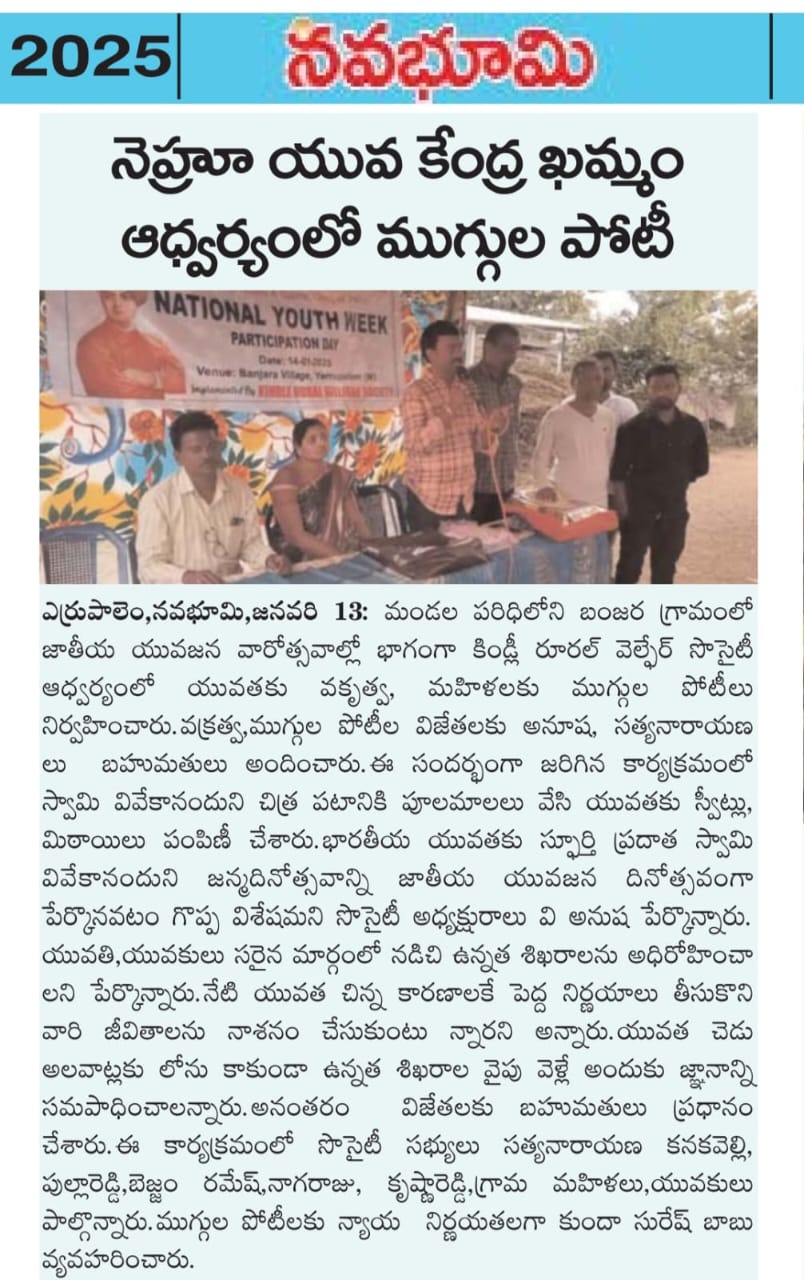 2025
నవభూమి
నెహ్రూ యువ కేంద్ర ఖమ్మం
ఆధ్వర్యంలో ముగ్గుల పోటీ
NATIONAL YOUTH WEEK
PARTICIPATION DAY
Date: 14-01-2025
Venue: Banjara Village, Yerrupalem (M)
Implemented By KINDLE RURAL WELFARE SOCIETY
ఎర్రుపాలెం,నవభూమి,జనవరి 13: మండల పరిధిలోని బంజర గ్రామంలో
జాతీయ యువజన వారోత్సవాల్లో భాగంగా కిండ్లీ రూరల్ వెల్ఫేర్ సొసైటీ
ఆధ్వర్యంలో యువతకు వకృత్వ, మహిళలకు ముగ్గుల పోటీలు
నిర్వహించారు.వక్రత్వ,ముగ్గుల పోటీల విజేతలకు అనూష, సత్యనారాయణ
లు బహుమతులు అందించారు.ఈ సందర్భంగా జరిగిన కార్యక్రమంలో
స్వామి వివేకానందుని చిత్ర పటానికి పూలమాలలు వేసి యువతకు స్వీట్లు,
మిఠాయిలు పంపిణీ చేశారు.భారతీయ యువతకు స్ఫూర్తి ప్రదాత స్వామి
వివేకానందుని జన్మదినోత్సవాన్ని జాతీయ యువజన దినోత్సవంగా
పేర్కొనవటం గొప్ప విశేషమని సొసైటీ అధ్యక్షురాలు వి అనుష పేర్కొన్నారు.
యువతి,యువకులు సరైన మార్గంలో నడిచి ఉన్నత శిఖరాలను అధిరోహించా
లని పేర్కొన్నారు.నేటి యువత చిన్న కారణాలకే పెద్ద నిర్ణయాలు తీసుకొని
వారి జీవితాలను నాశనం చేసుకుంటు న్నారని అన్నారు.యువత చెడు
అలవాట్లకు లోను కాకుండా ఉన్నత శిఖరాల వైపు వెళ్లే అందుకు జ్ఞానాన్ని
సమపాధించాలన్నారు.అనంతరం విజేతలకు బహుమతులు ప్రధానం
చేశారు.ఈ కార్యక్రమంలో సొసైటీ సభ్యులు సత్యనారాయణ కనకవెల్లి,
పుల్లారెడ్డి,బెజ్జం రమేష్,నాగరాజు, కృష్ణారెడ్డి,గ్రామ మహిళలు,యువకులు
పాల్గొన్నారు.ముగ్గుల పోటీలకు న్యాయ నిర్ణయతలగా కుందా సురేష్ బాబు
వ్యవహరించారు.